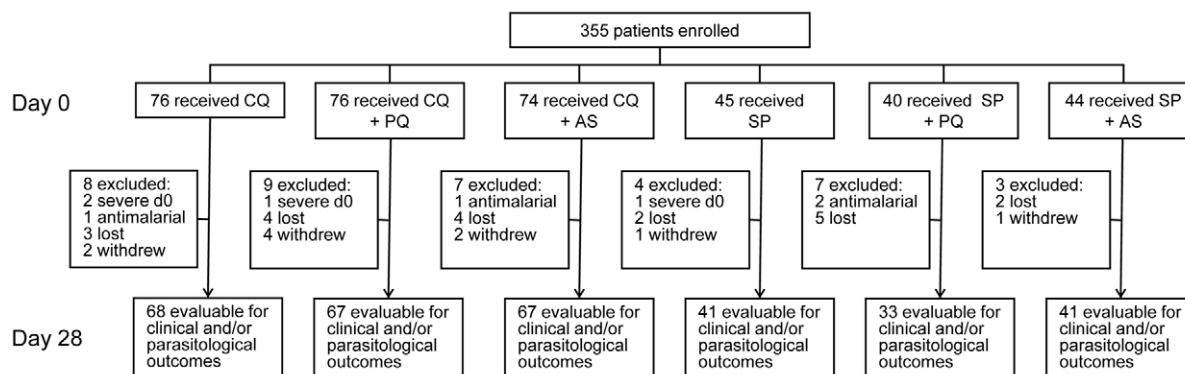 355 patients enrolled
Day 0
76 received CQ
76 received CQ
+ PQ
74 received CQ
+ AS
45 received
SP
40 received SP
+ PQ
44 received SP
+ AS
8 excluded:
2 severe d0
1 antimalarial
3 lost
2 withdrew
9 excluded:
1 severe d0
4 lost
4 withdrew
7 excluded:
1 antimalarial
4 lost
2 withdrew
4 excluded:
1 severe d0
2 lost
1 withdrew
7 excluded:
2 antimalarial
5 lost
3 excluded:
2 lost
1 withdrew
Day 28
68 evaluable for
clinical and/or
parasitological
outcomes
67 evaluable for
clinical and/or
parasitological
outcomes
67 evaluable for
clinical and/or
parasitological
outcomes
41 evaluable for
clinical and/or
parasitological
outcomes
33 evaluable for
clinical and/or
parasitological
outcomes
41 evaluable for
clinical and/or
parasitological
outcomes